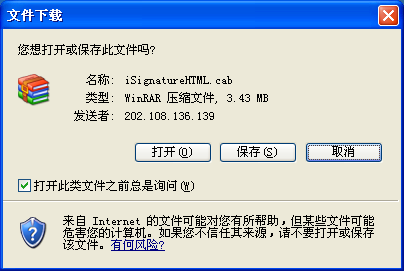 文件下载
您想打开或保存此文件吗?
名称: iSignatureHTML.cab
类型: WinRAR 压缩文件, 3.43 MB
发送者: 202.108.136.139
打开(O) 保存(S) 取消
打开此类文件之前总是询问(W)
来自 Internet 的文件可能对您有所帮助，但某些文件可能
危害您的计算机。如果您不信任其来源，请不要打开或保存
该文件。有何风险?